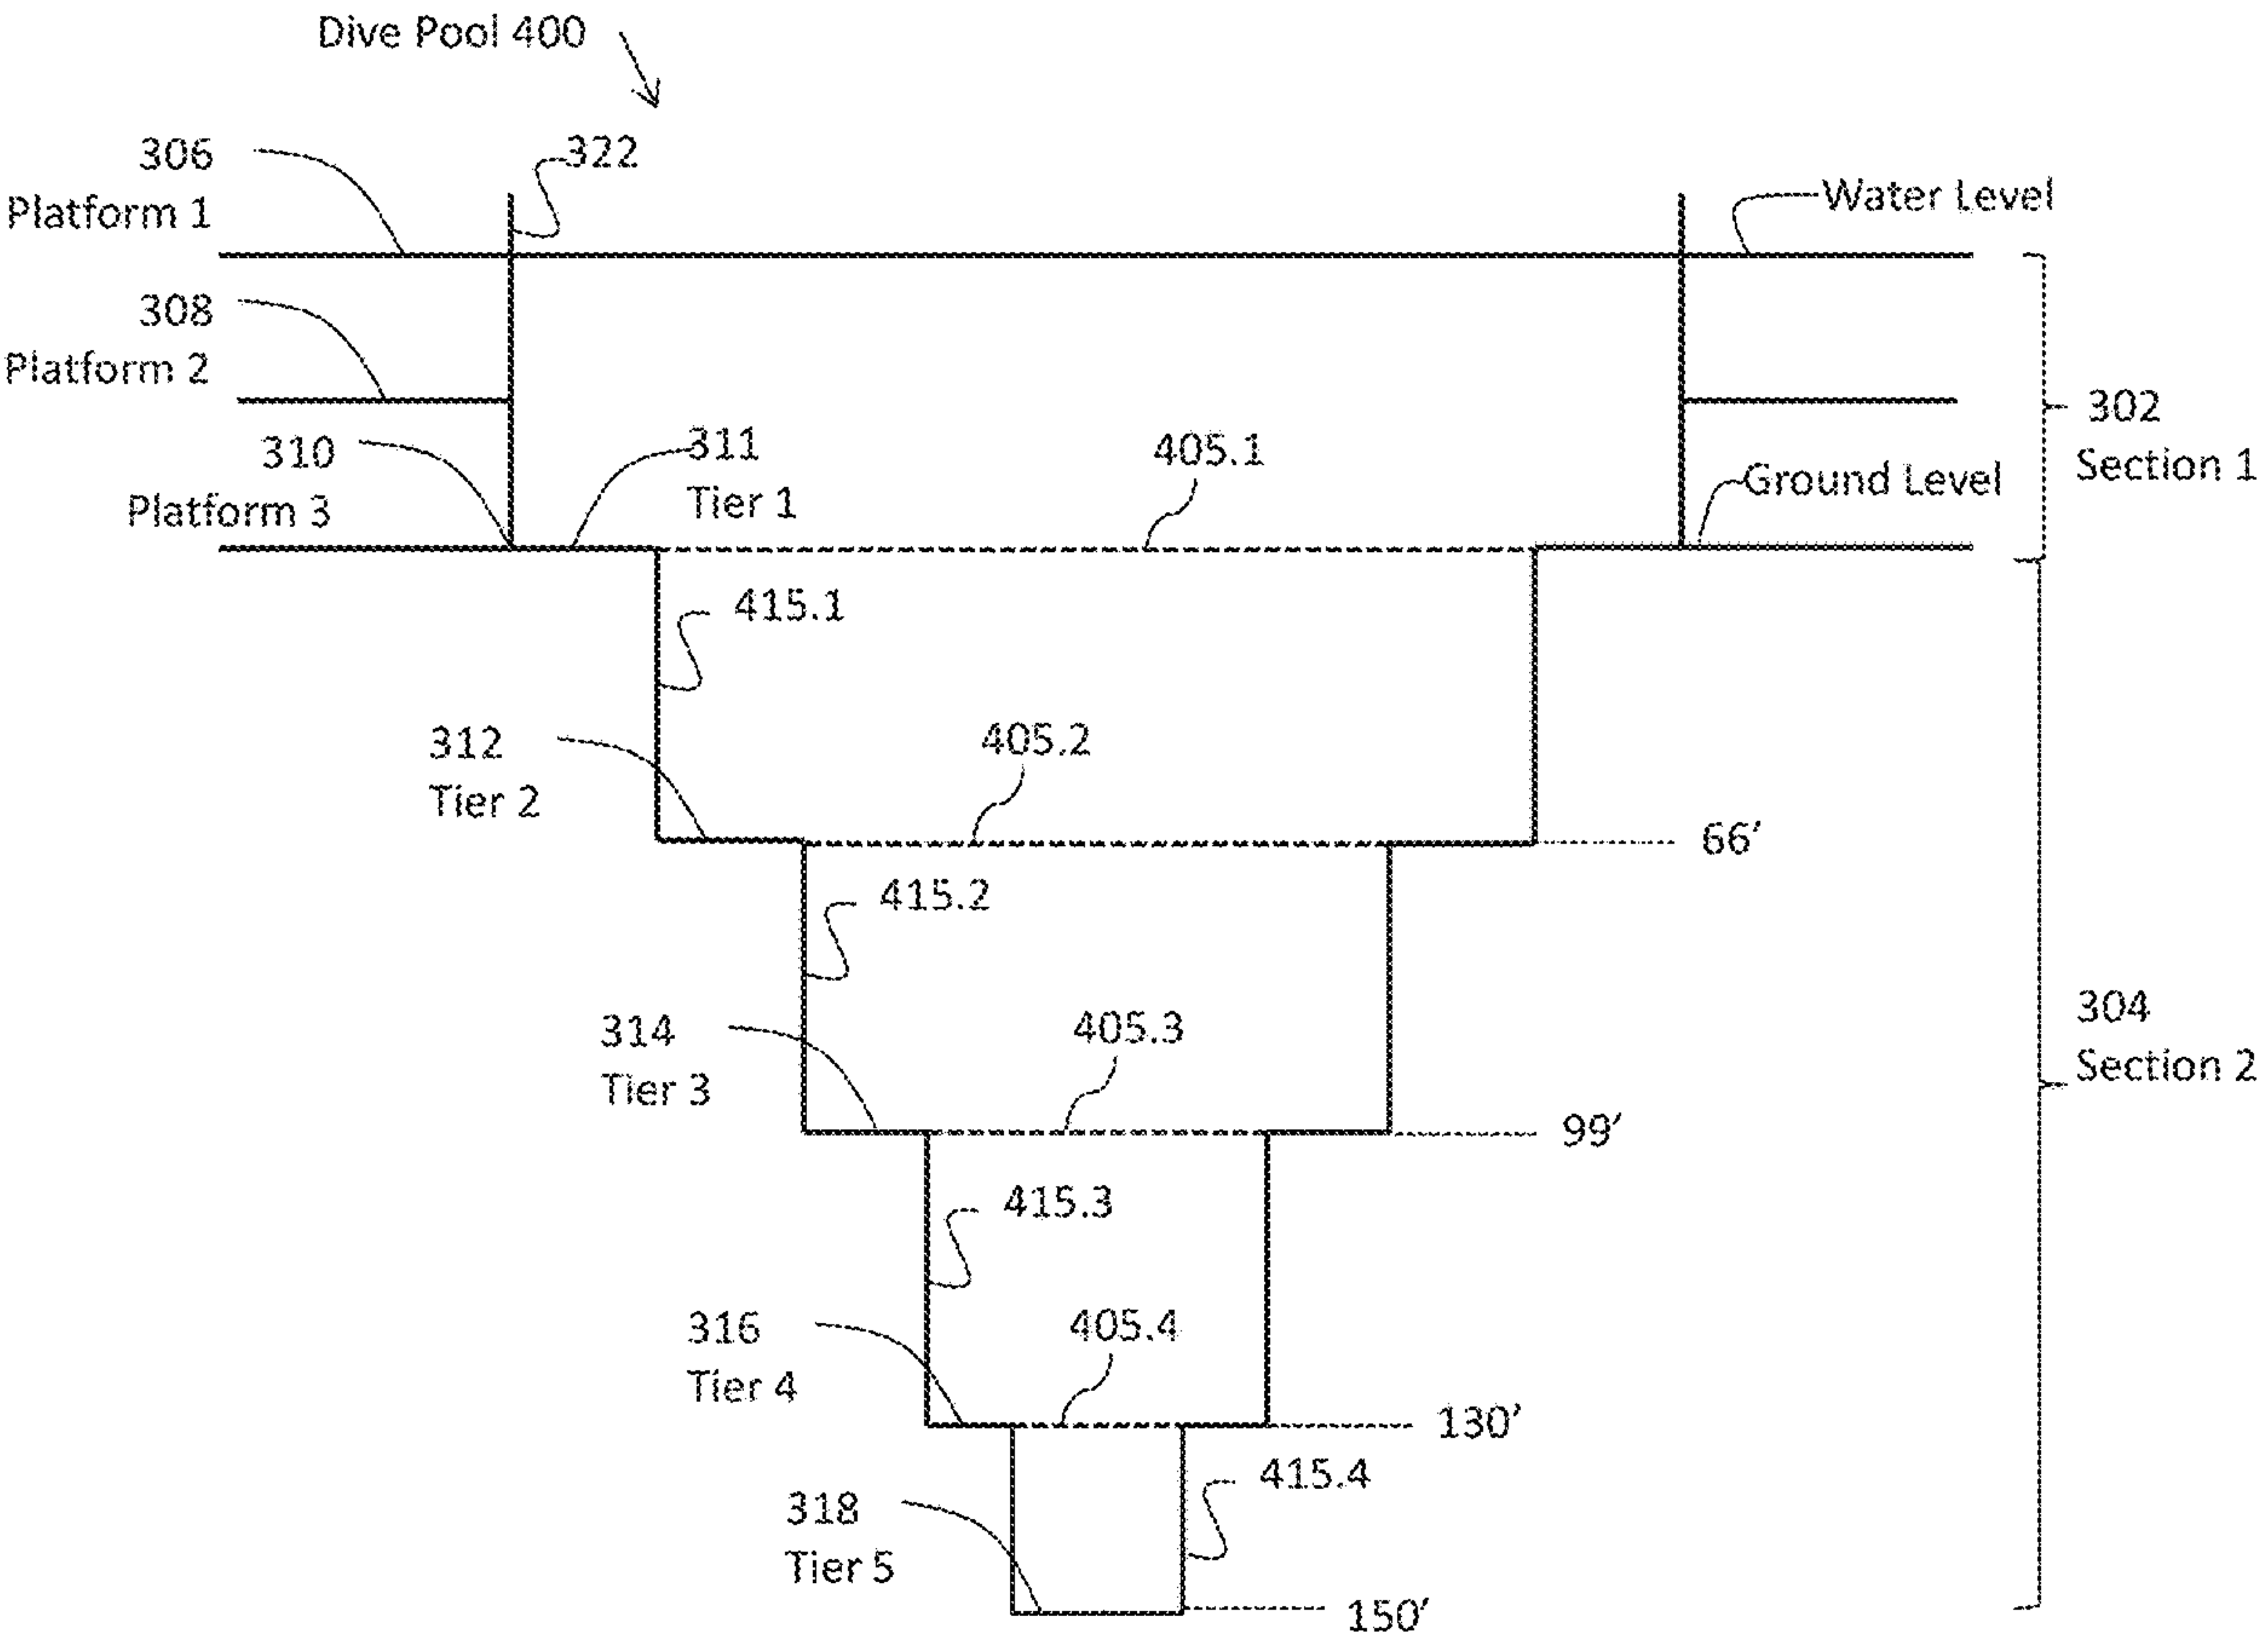 Dive Pool 400
306
Platform 1
322
Water Level
308
Platform 2
302
Section 1
310
Platform 3
311
Tier 1
405.1
Ground Level
415.1
312
Tier 2
405.2
66'
415.2
314
Tier 3
405.3
99'
304
Section 2
415.3
316
Tier 4
405.4
130'
415.4
318
Tier 5
150'